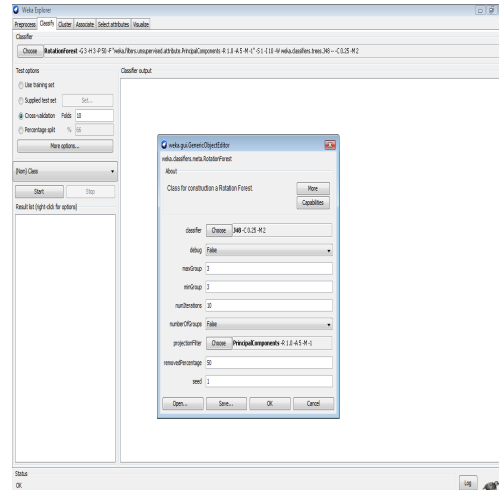 Weka Explorer
Preprocess Classify Cluster Associate Select attributes Visualize
Classifier
Choose RotationForest -G 3 -H 3 -P 50 -F "weka.filters.unsupervised.attribute.PrincipalComponents -R 1.0 -A 5 -M -1" -S 1 -I 10 -W weka.classifiers.trees.J48 -- -C 0.25 -M 2
Test options
Use training set
Supplied test set Set...
Cross-validation Folds 10
Percentage split % 66
More options...
(Nom) Class
Start Stop
Result list (right-click for options)
Classifier output
weka.gui.GenericObjectEditor
weka.classifiers.meta.RotationForest
About
Class for construction a Rotation Forest.
More
Capabilities
classifier Choose J48 -C 0.25 -M 2
debug False
maxGroup 3
minGroup 3
numIterations 10
numberOfGroups False
projectionFilter Choose PrincipalComponents -R 1.0 -A 5 -M -1
removedPercentage 50
seed 1
Open... Save... OK Cancel
Status
OK
Log